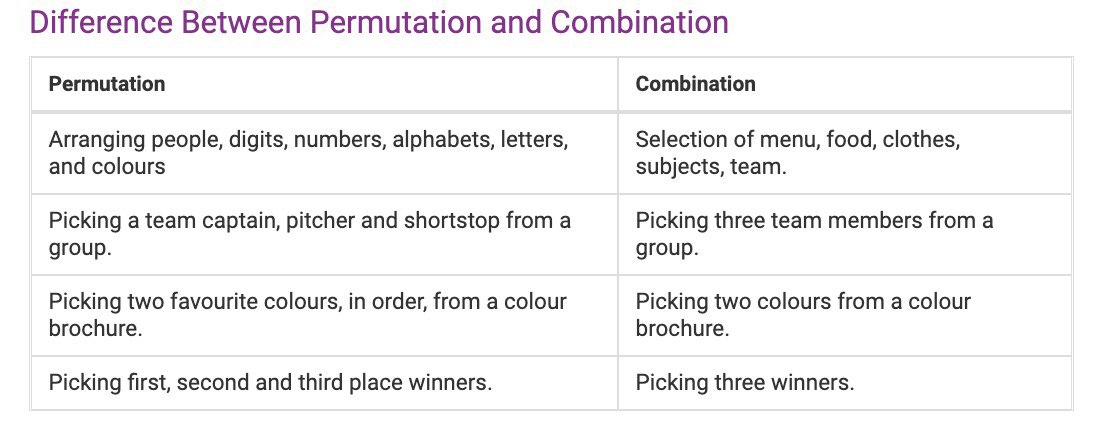 Difference Between Permutation and Combination
Permutation
Combination
Arranging people, digits, numbers, alphabets, letters,
and colours
Selection of menu, food, clothes,
subjects, team.
Picking a team captain, pitcher and shortstop from a
group.
Picking three team members from a
group.
Picking two favourite colours, in order, from a colour
brochure.
Picking two colours from a colour
brochure.
Picking first, second and third place winners.
Picking three winners.